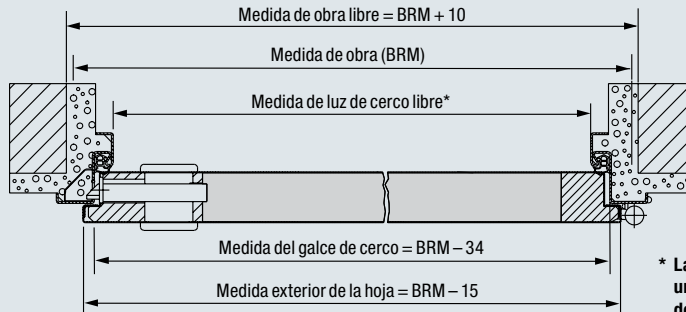 Medida de obra libre = BRM + 10
Medida de obra (BRM)
Medida de luz de cerco libre*
Medida del galce de cerco = BRM – 34
Medida exterior de la hoja = BRM – 15
* La
un
de